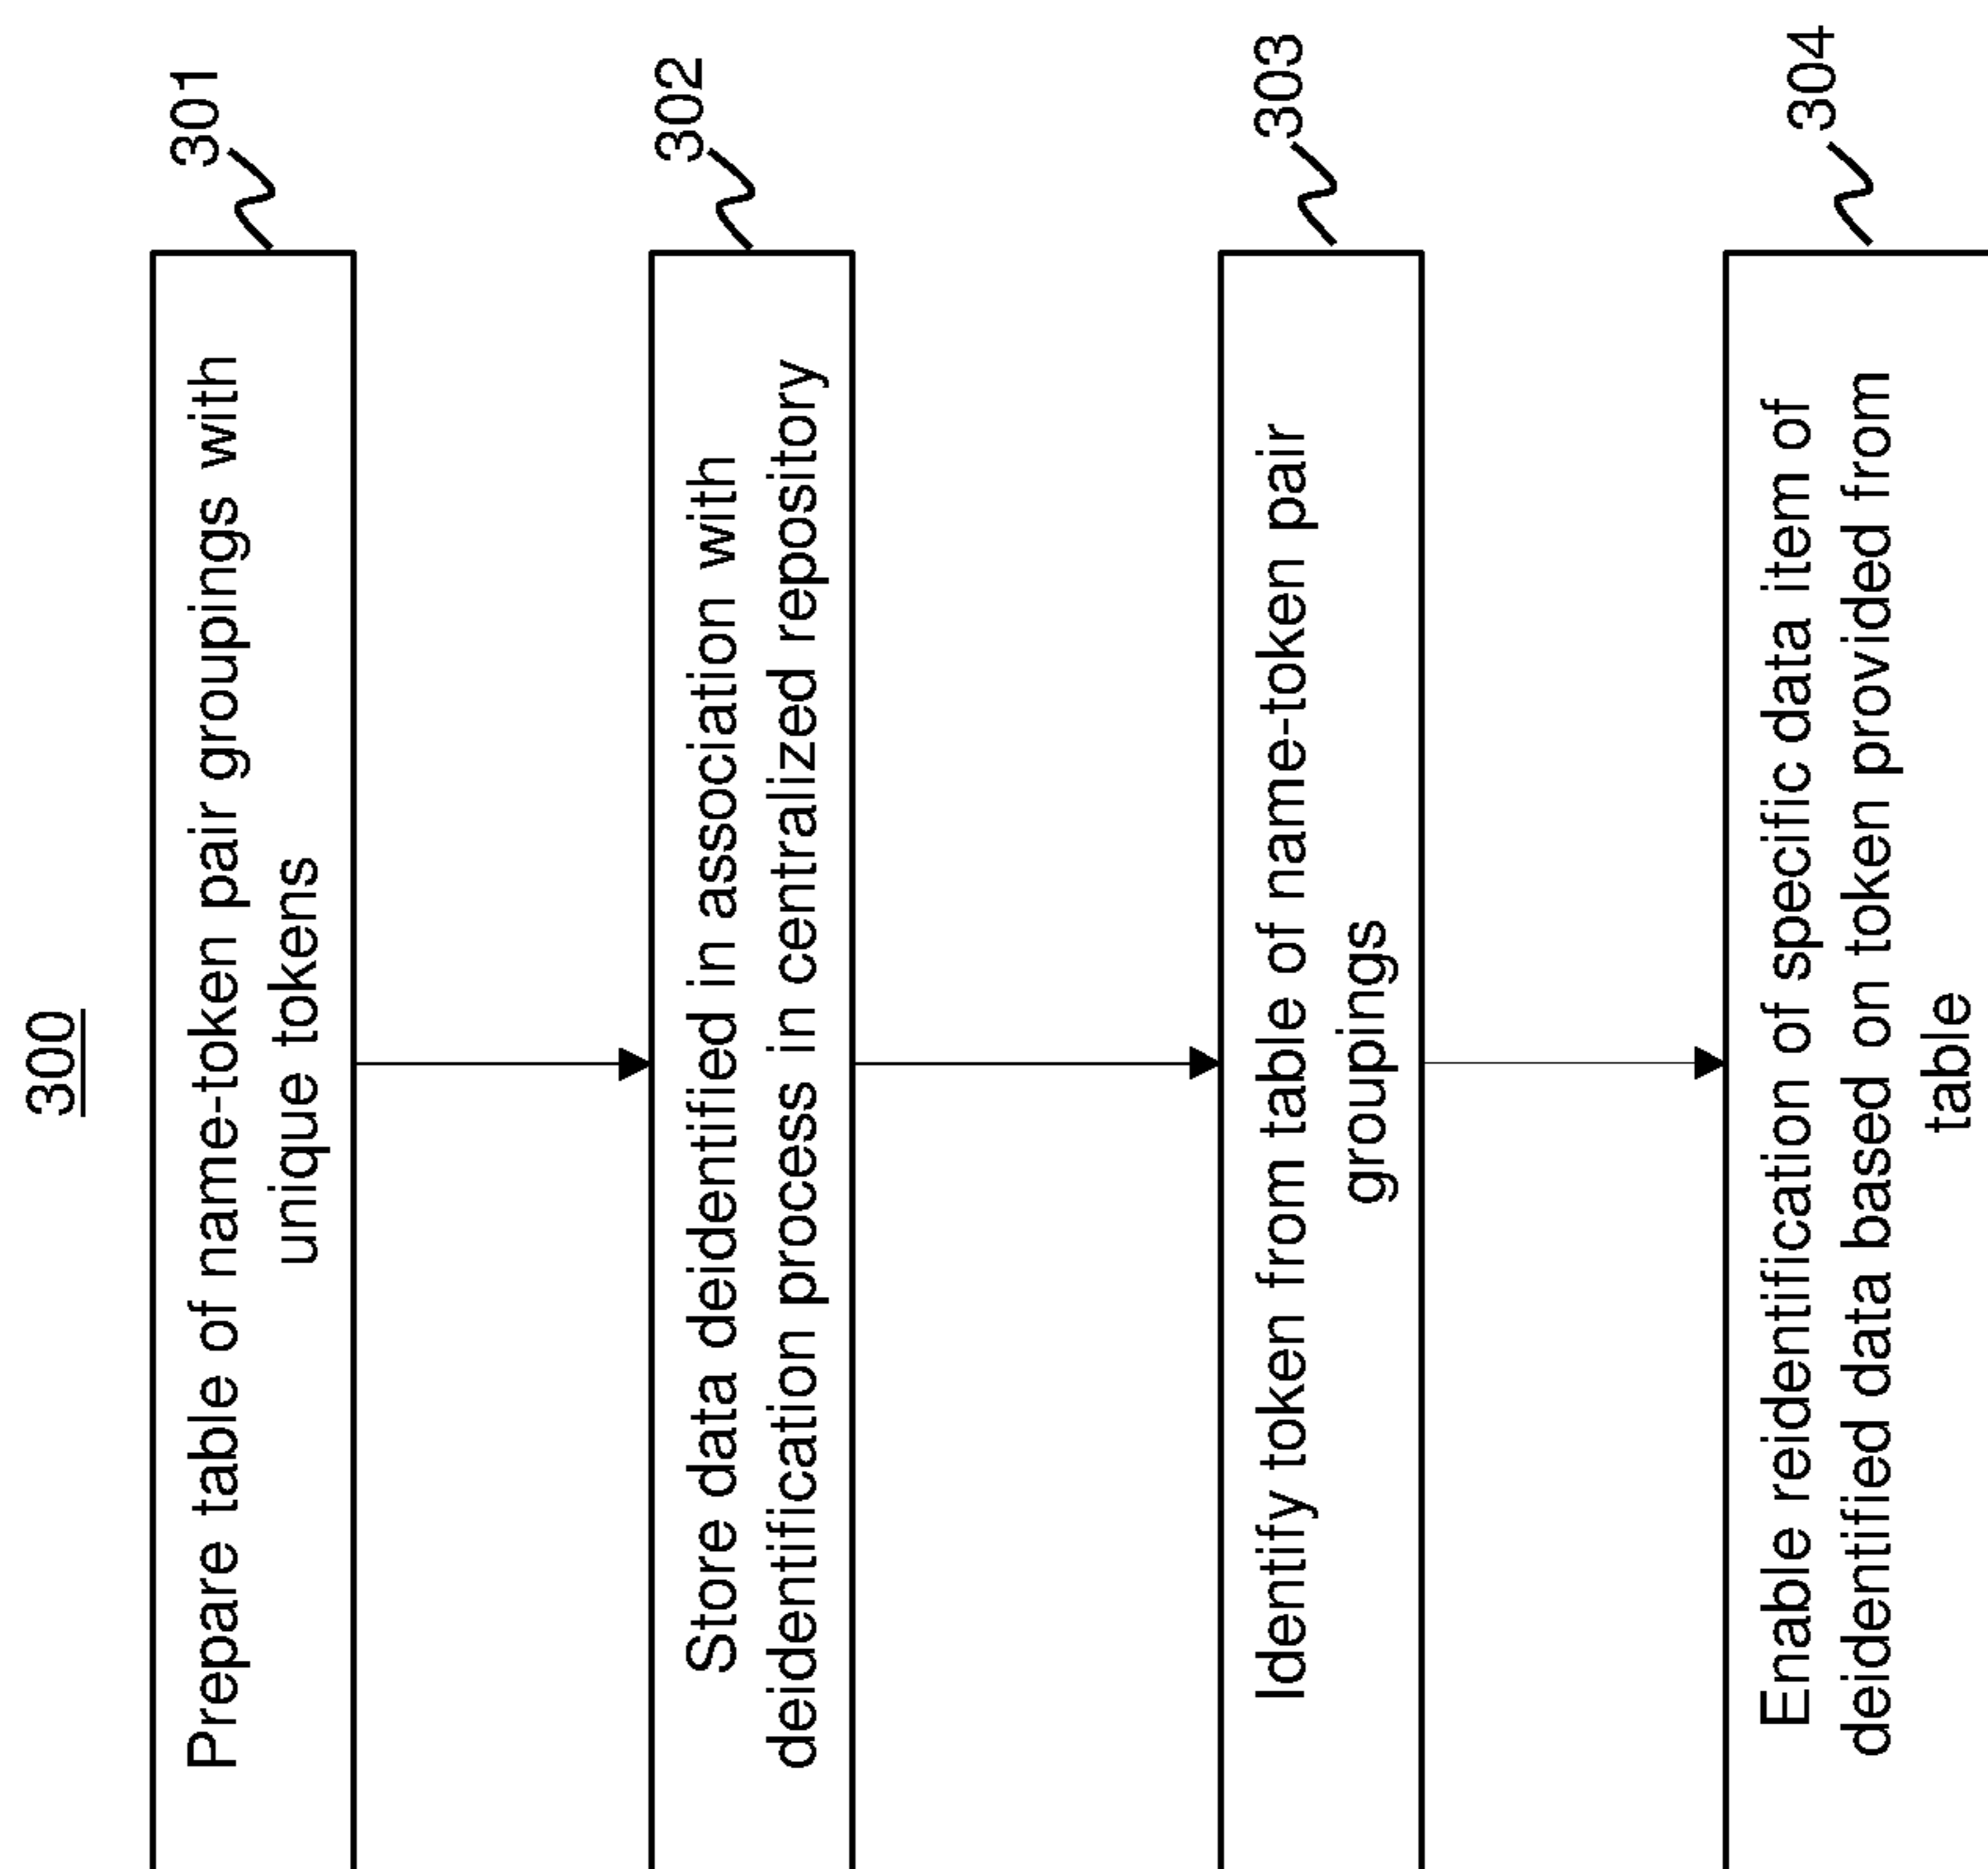 300
Prepare table of name-token pair groupings with
unique tokens
301
Store data deidentified in association with
deidentification process in centralized repository
302
Identify token from table of name-token pair
groupings
303
Enable reidentification of specific data item of
deidentified data based on token provided from
table
304